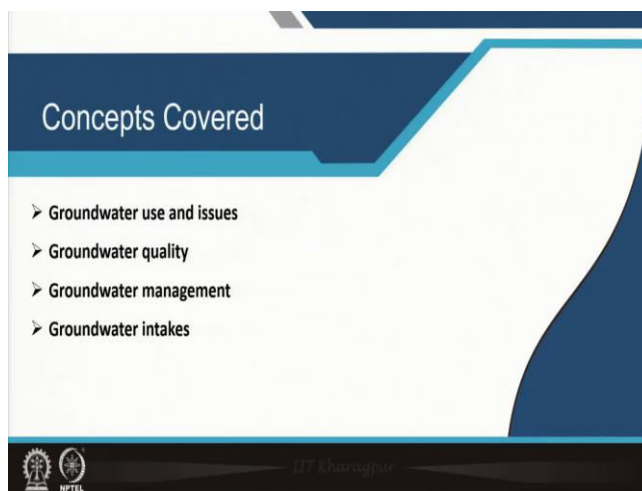 Concepts Covered
➢ Groundwater use and issues
➢ Groundwater quality
➢ Groundwater management
➢ Groundwater intakes
IIT Kharagpur
NPTEL